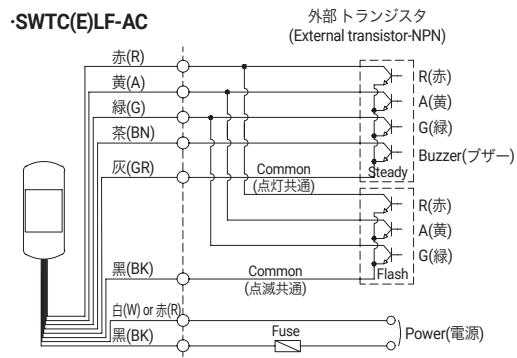 ·SWTC(E)LF-AC
外部 トランジスタ
(External transistor-NPN)
赤(R)
黄(A)
緑(G)
茶(BN)
灰(GR)
Common
(点灯共通)
R(赤)
A(黄)
G(緑)
Buzzer(ブザー)
Steady
R(赤)
A(黄)
G(緑)
Flash
黒(BK)
Common
(点滅共通)
白(W) or 赤(R)
黒(BK)
Fuse
Power(電源)